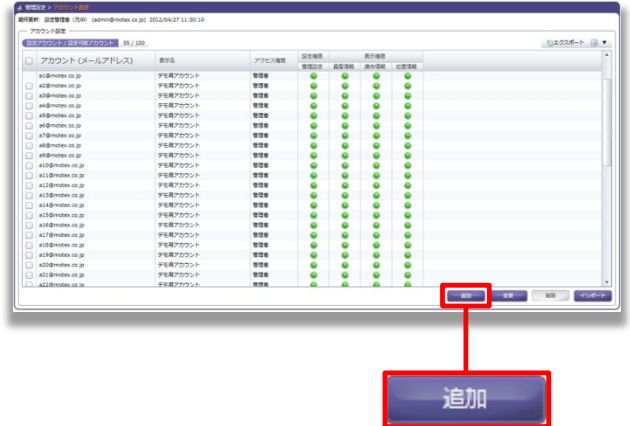 管理設定 > アカウント設定
最終更新: 設定管理者 (元中) (admin@motex.co.jp) 2012/04/27 11:30:10
アカウント設定
設定アカウント / 設定可能アカウント 55 / 100
エクスポート
アカウント (メールアドレス) 表示名 アクセス権限 設定権限 表示権限
管理設定 資産情報 操作情報 位置情報
a1@motex.co.jp デモ用アカウント 管理者
a2@motex.co.jp デモ用アカウント 管理者
a3@motex.co.jp デモ用アカウント 管理者
a4@motex.co.jp デモ用アカウント 管理者
a5@motex.co.jp デモ用アカウント 管理者
a6@motex.co.jp デモ用アカウント 管理者
a7@motex.co.jp デモ用アカウント 管理者
a8@motex.co.jp デモ用アカウント 管理者
a9@motex.co.jp デモ用アカウント 管理者
a10@motex.co.jp デモ用アカウント 管理者
a11@motex.co.jp デモ用アカウント 管理者
a12@motex.co.jp デモ用アカウント 管理者
a13@motex.co.jp デモ用アカウント 管理者
a14@motex.co.jp デモ用アカウント 管理者
a15@motex.co.jp デモ用アカウント 管理者
a16@motex.co.jp デモ用アカウント 管理者
a17@motex.co.jp デモ用アカウント 管理者
a18@motex.co.jp デモ用アカウント 管理者
a19@motex.co.jp デモ用アカウント 管理者
a20@motex.co.jp デモ用アカウント 管理者
a21@motex.co.jp デモ用アカウント 管理者
a22@motex.co.jp デモ用アカウント 管理者
追加 変更 削除 インポート
追加